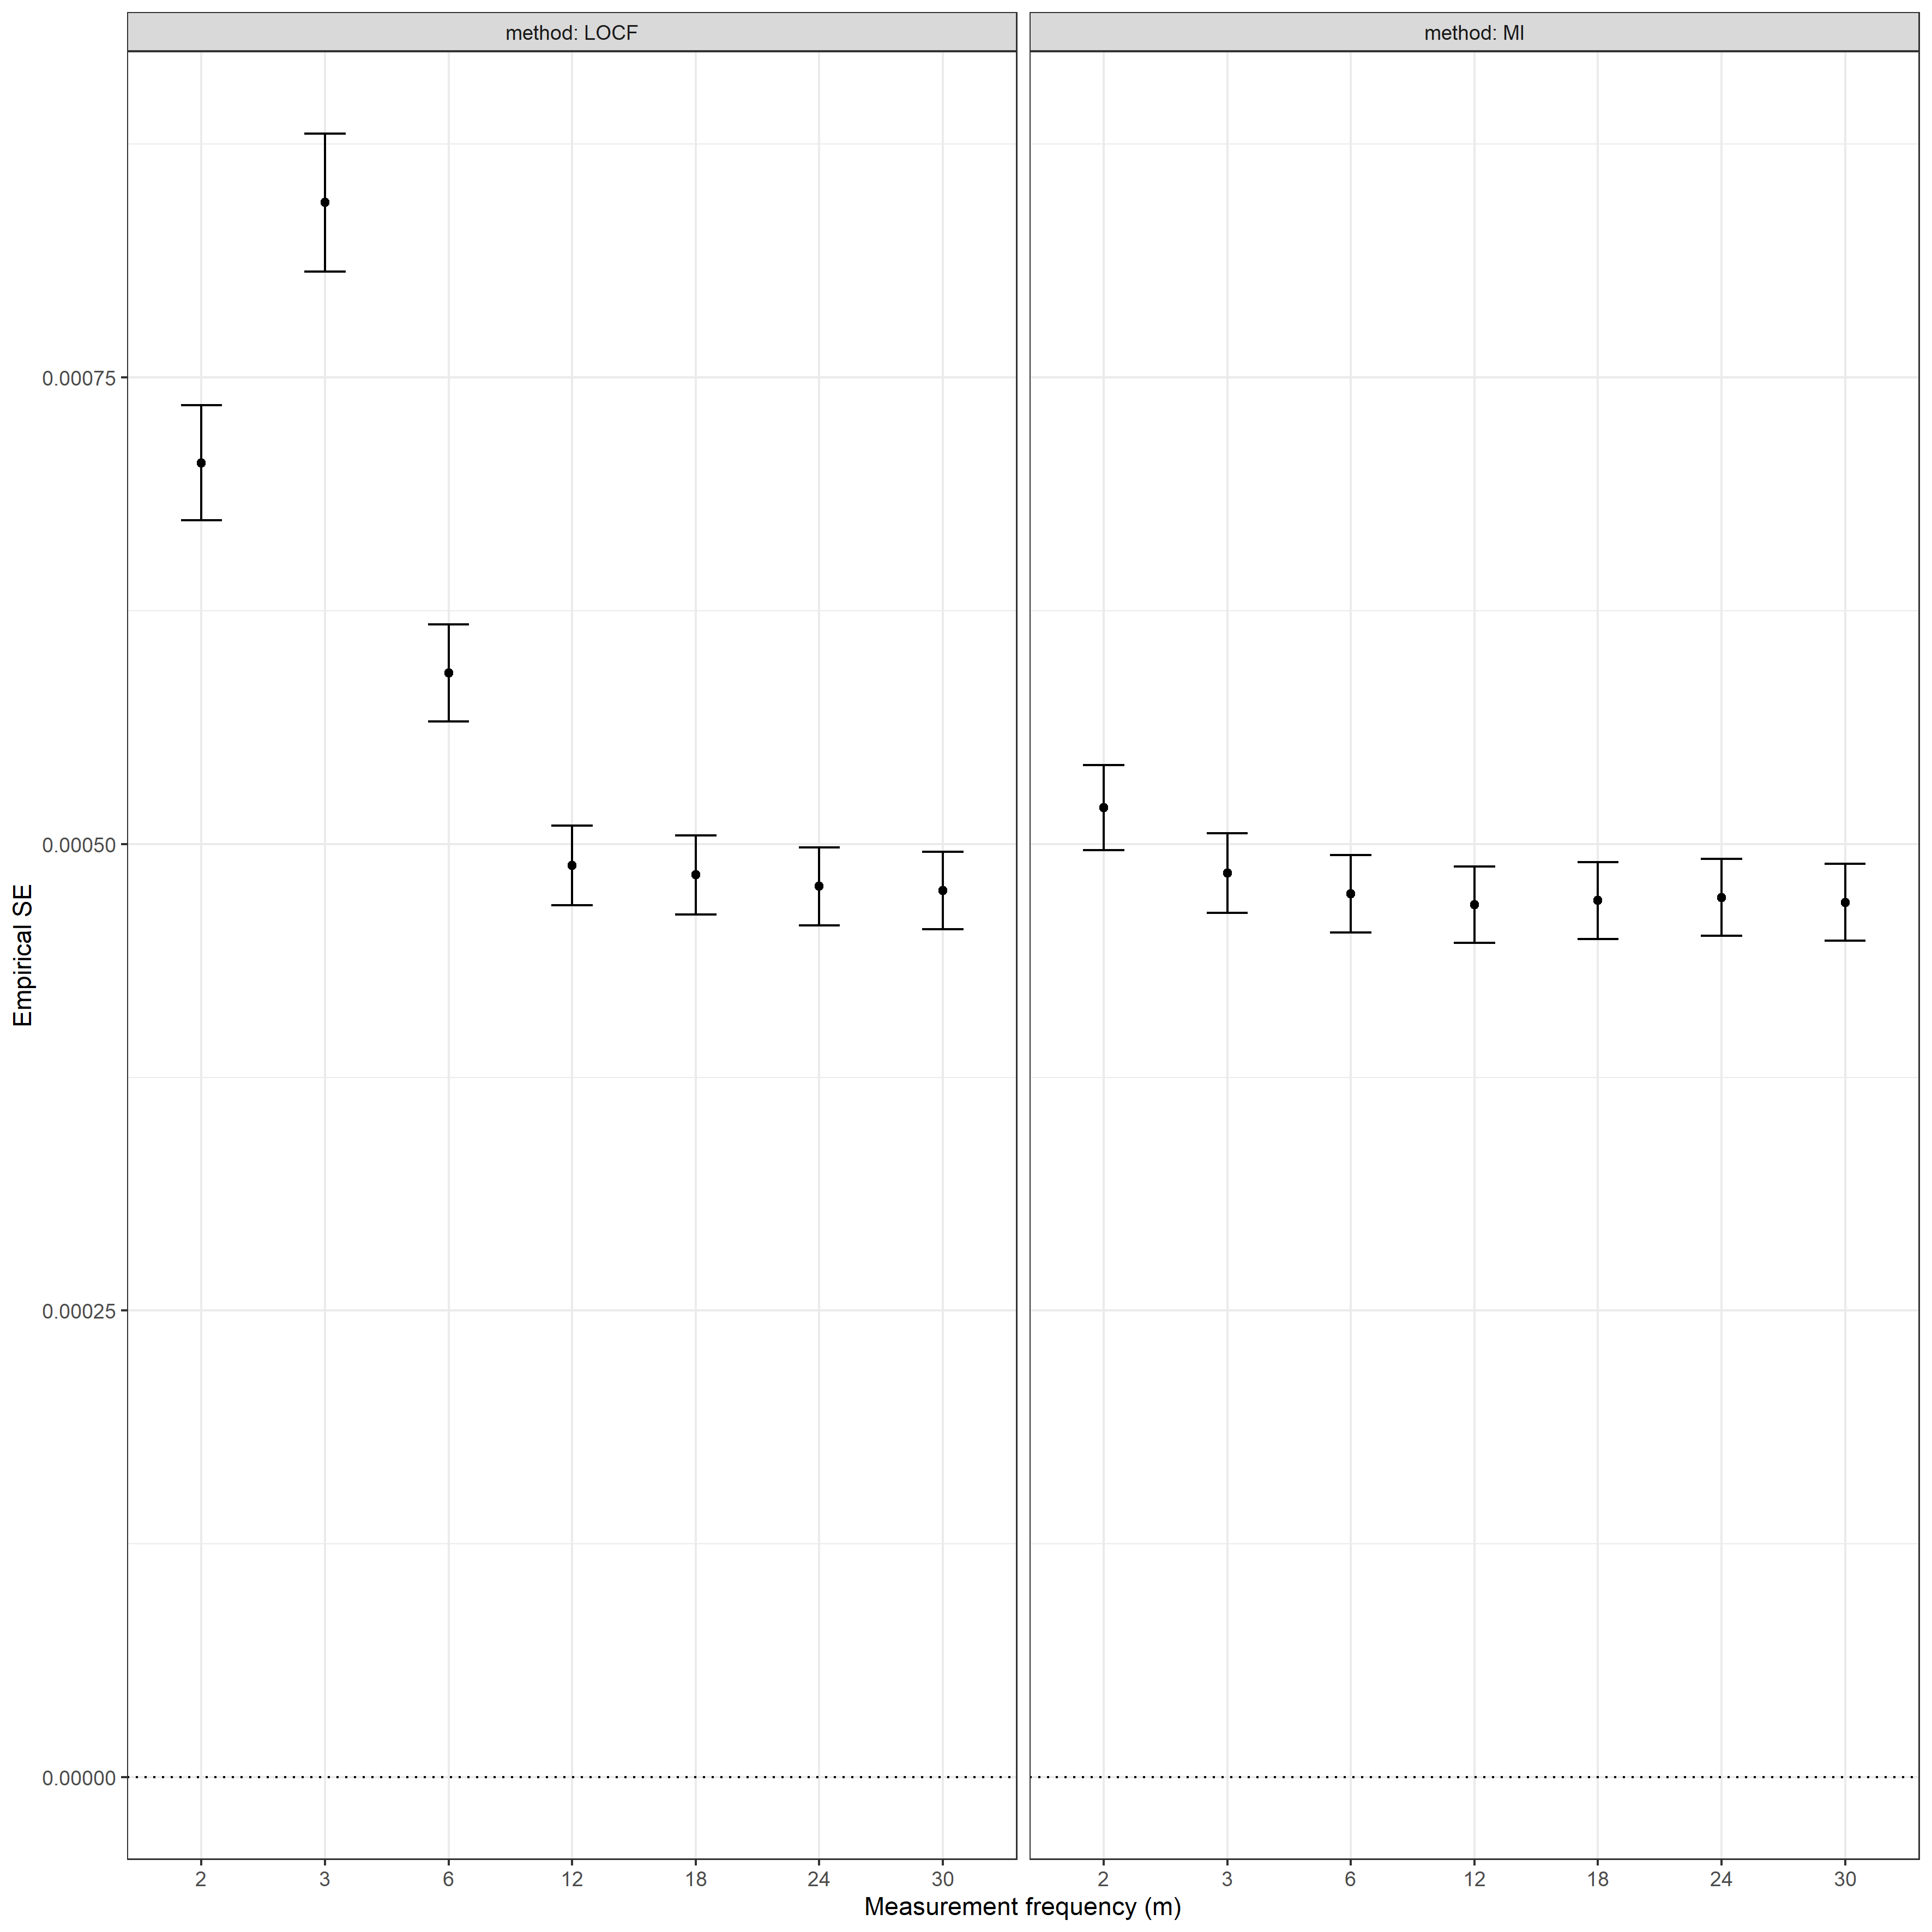 method: LOCF
method: MI
Empirical SE
0.00075
0.00050
0.00025
0.00000
2 3 6 12 18 24 30
2 3 6 12 18 24 30
Measurement frequency (m)